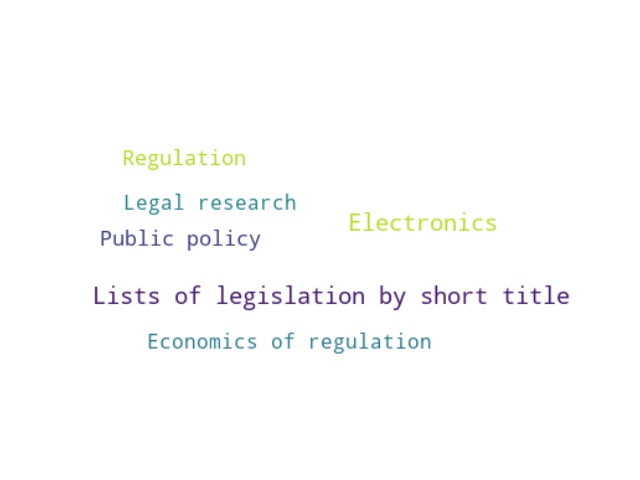 Regulation
Legal research
Electronics
Public policy
Lists of legislation by short title
Economics of regulation